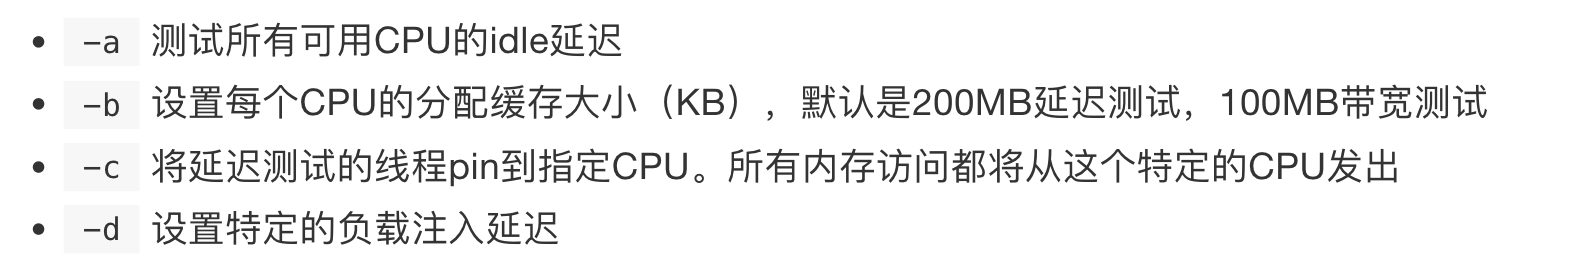 • -a 测试所有可用CPU的idle延迟
• -b 设置每个CPU的分配缓存大小（KB），默认是200MB延迟测试，100MB带宽测试
• -c 将延迟测试的线程pin到指定CPU。所有内存访问都将从这个特定的CPU发出
• -d 设置特定的负载注入延迟